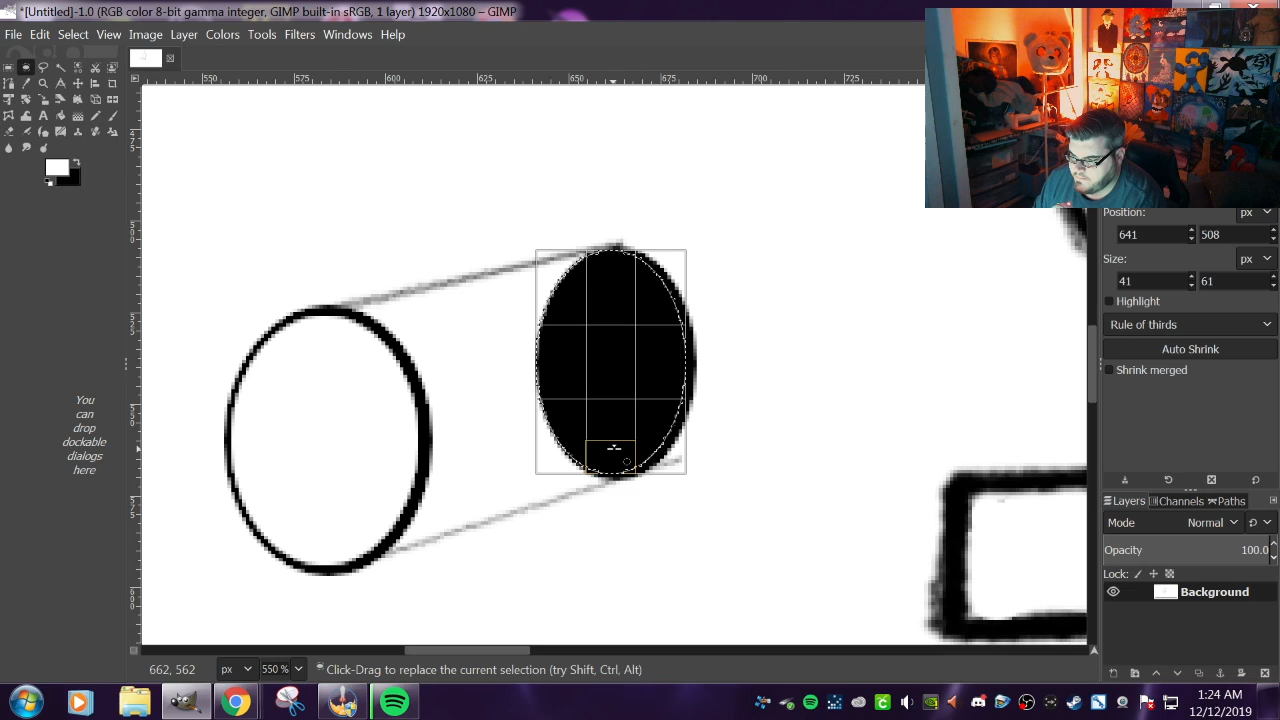 *[Untitled]-1.0 (RGB color 8-bit gamma integer, GIMP built-in sRGB, 1 layer) 1920x1080 – GIMP
File Edit Select View Image Layer Colors Tools Filters Windows Help
550 575 600 625 650 675 700 725
Position:
px
641 508
Size:
px
41 61
Highlight
Rule of thirds
Auto Shrink
Shrink merged
You
can
drop
dockable
dialogs
here
Layers Channels Paths
Mode Normal
Opacity 100.0
Lock:
Background
662, 562 px 550 % Click-Drag to replace the current selection (try Shift, Ctrl, Alt)
1:24 AM
12/12/2019